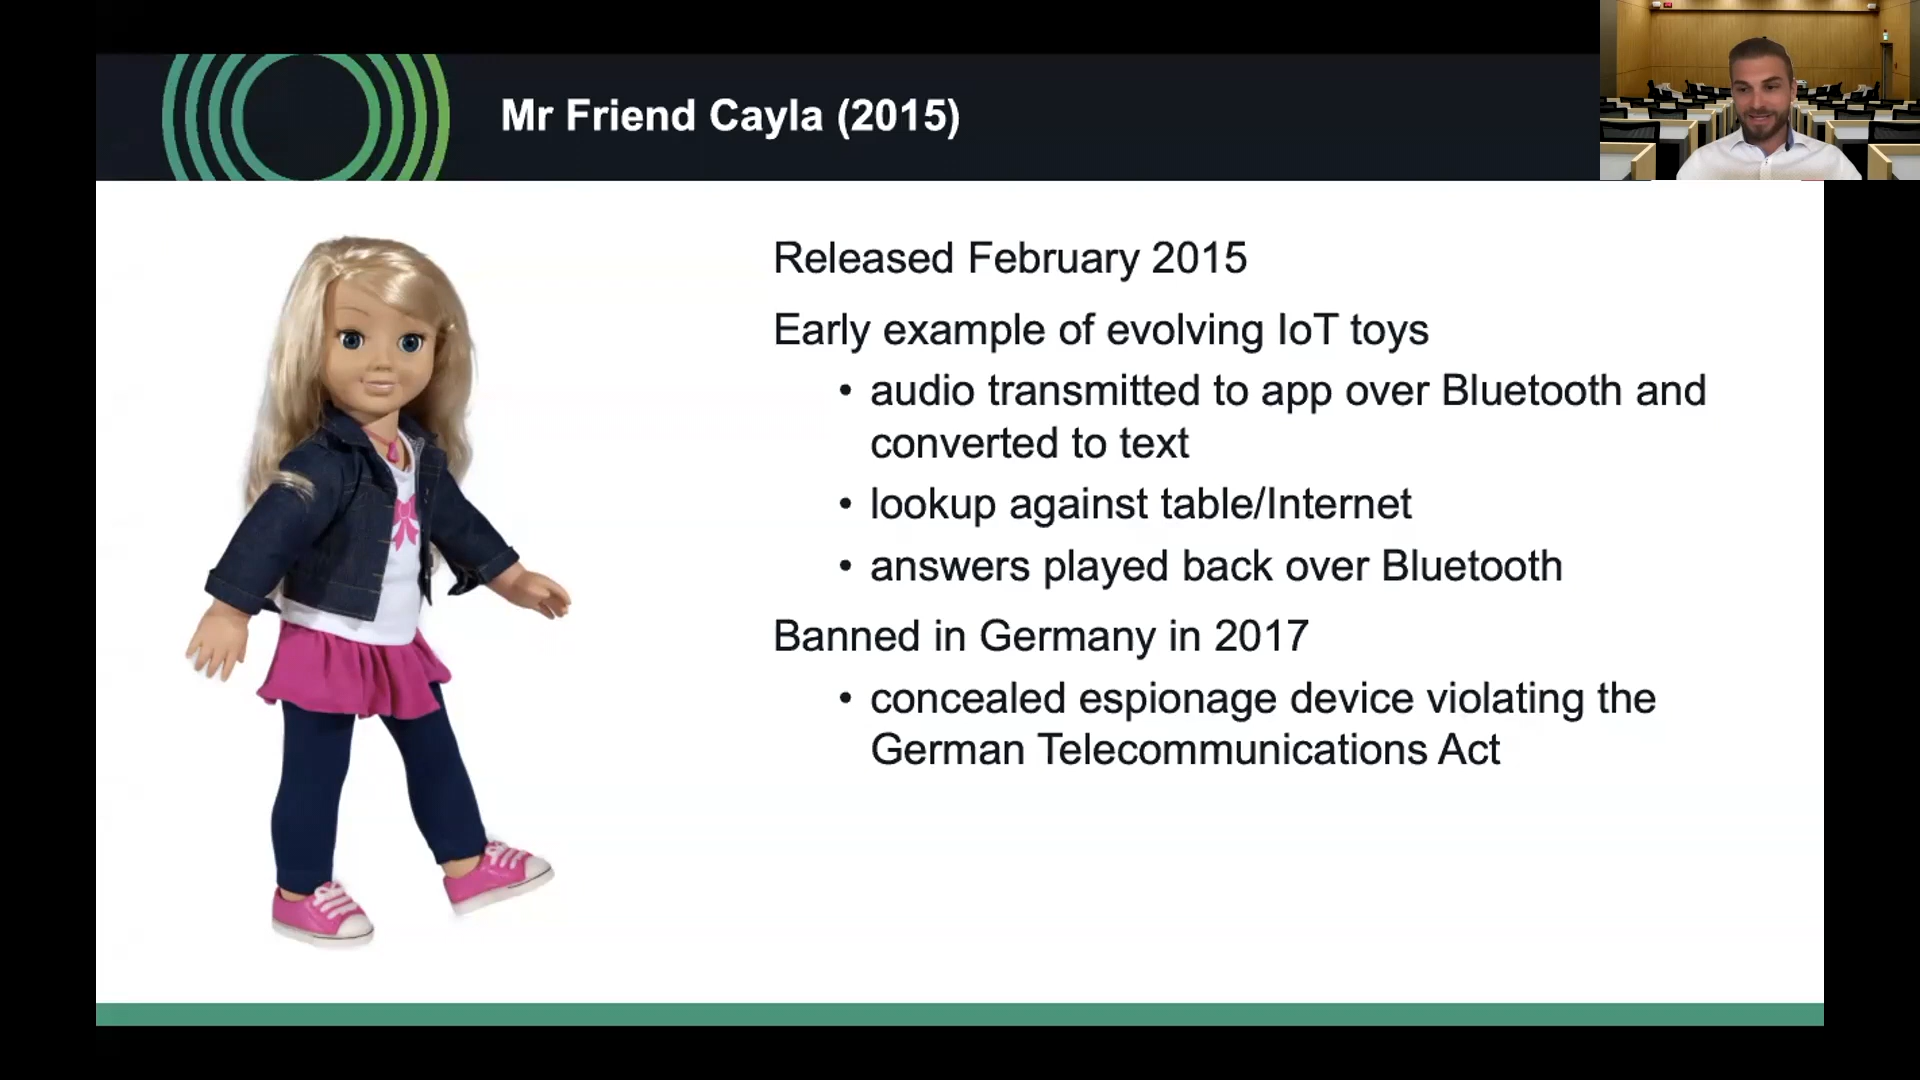 Mr Friend Cayla (2015)
Released February 2015
Early example of evolving IoT toys
• audio transmitted to app over Bluetooth and
converted to text
• lookup against table/Internet
• answers played back over Bluetooth
Banned in Germany in 2017
• concealed espionage device violating the
German Telecommunications Act